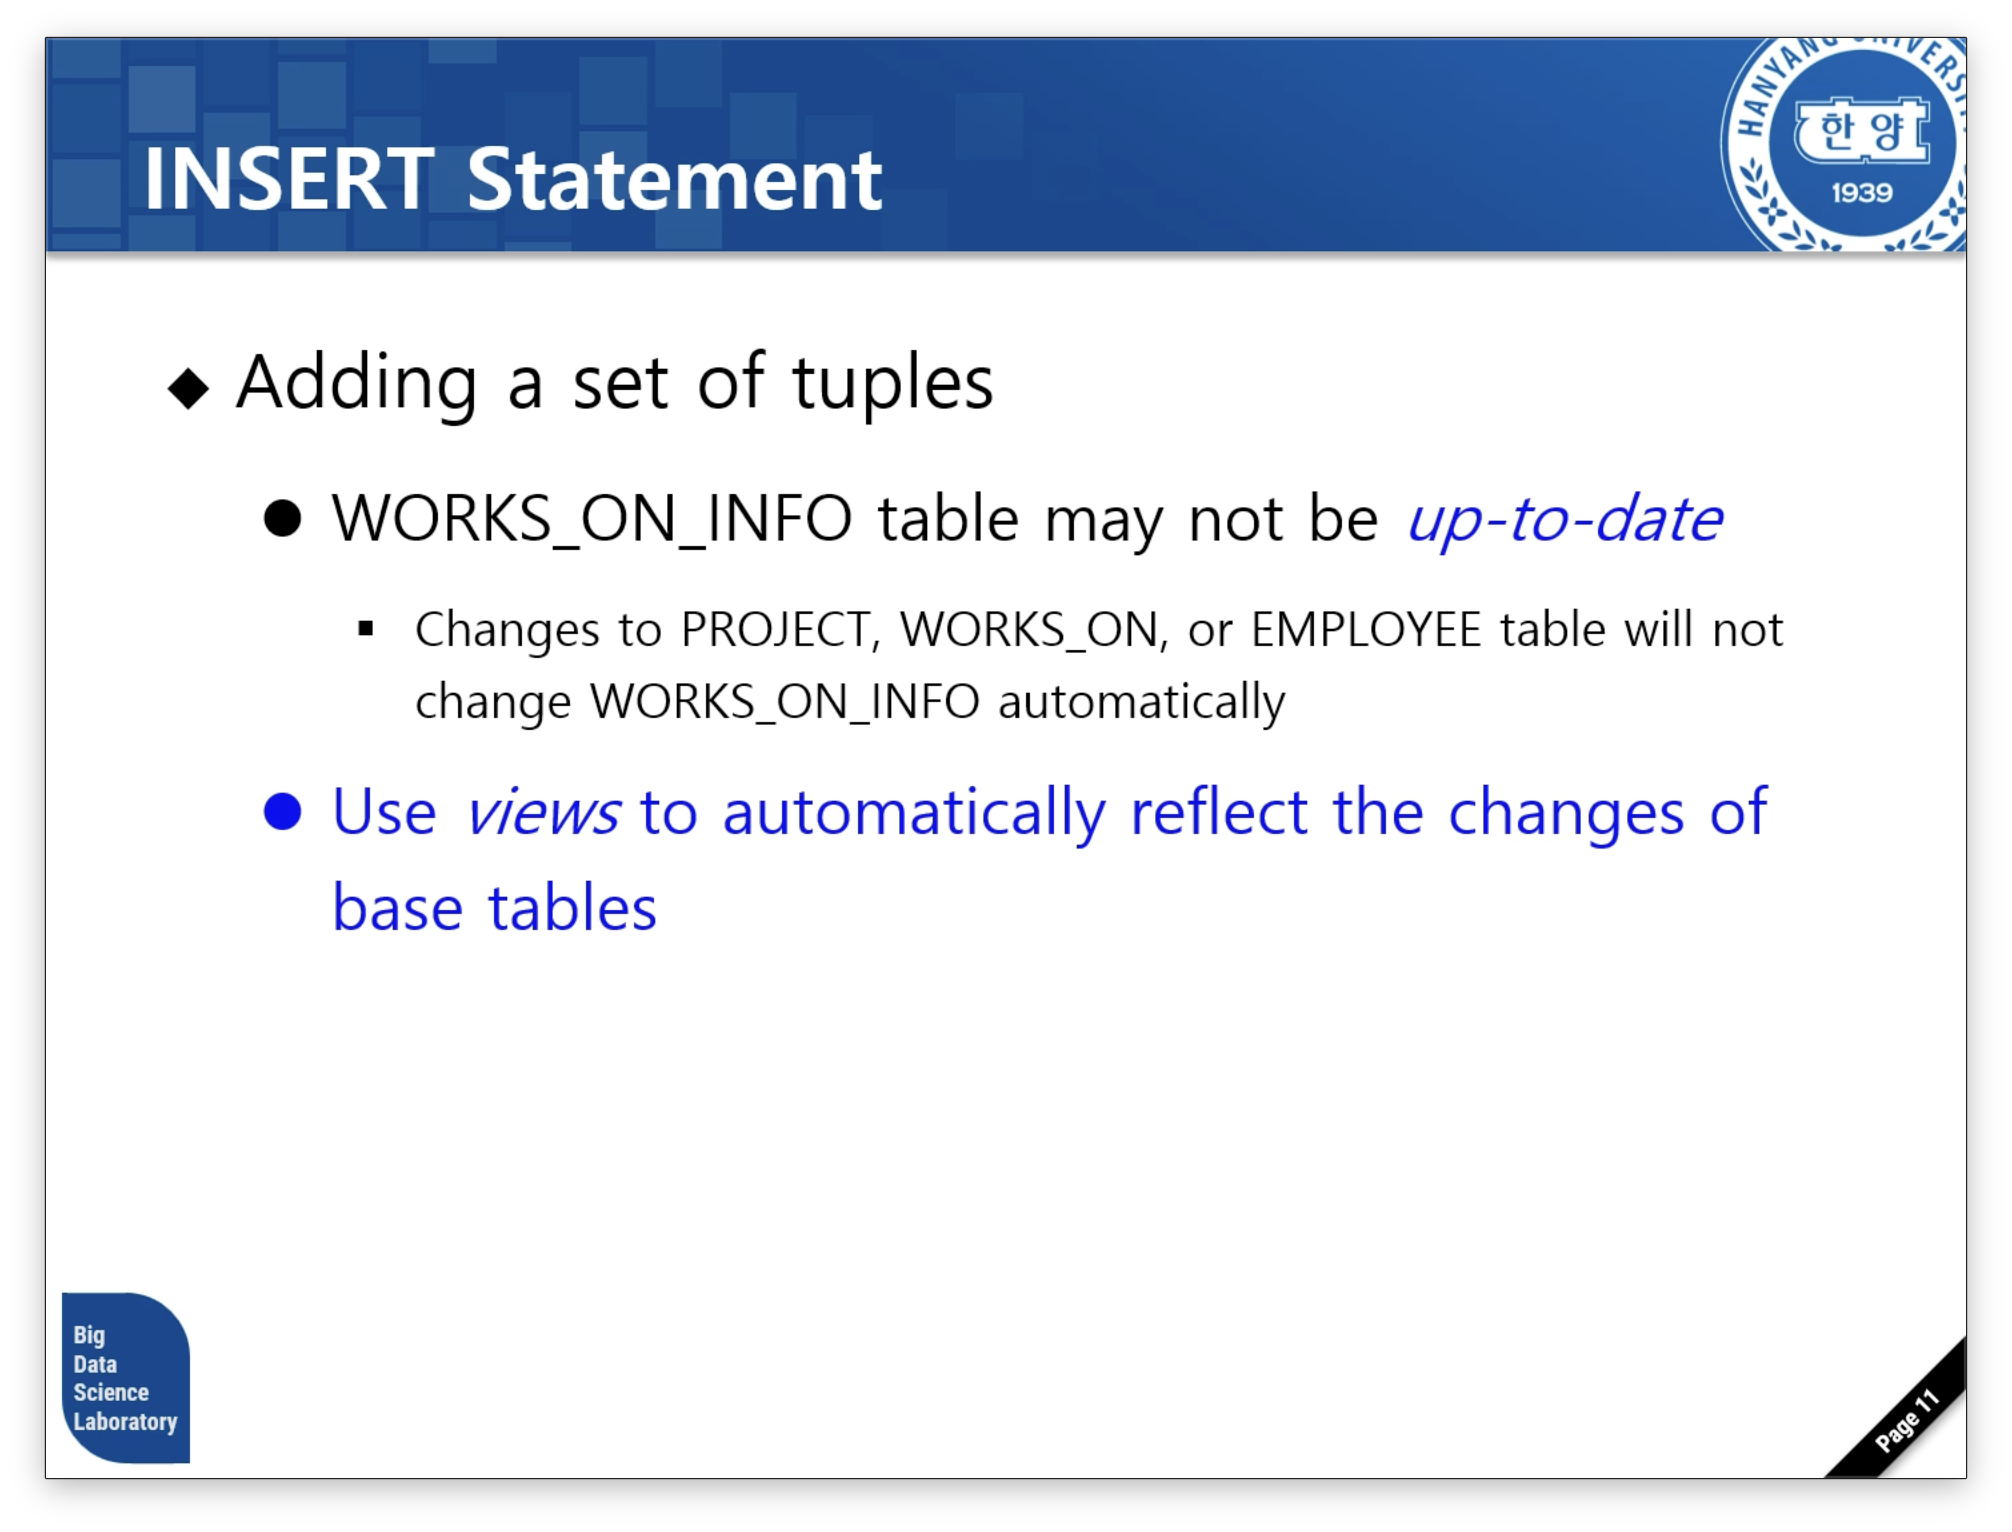 INSERT Statement
HANYANG UNIVERSITY
한양
1939
◆ Adding a set of tuples
● WORKS_ON_INFO table may not be up-to-date
▪ Changes to PROJECT, WORKS_ON, or EMPLOYEE table will not
change WORKS_ON_INFO automatically
● Use views to automatically reflect the changes of
base tables
Big
Data
Science
Laboratory
Page 11